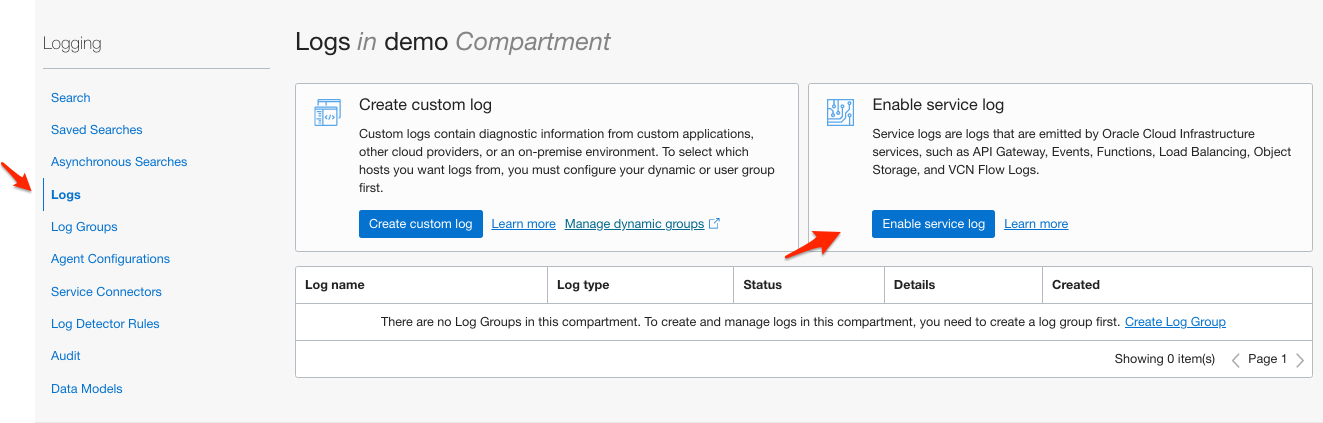 Logging
Search
Saved Searches
Asynchronous Searches
Logs
Log Groups
Agent Configurations
Service Connectors
Log Detector Rules
Audit
Data Models
Logs in demo Compartment
Create custom log
Custom logs contain diagnostic information from custom applications,
other cloud providers, or an on-premise environment. To select which
hosts you want logs from, you must configure your dynamic or user group
first.
Create custom log Learn more Manage dynamic groups
Enable service log
Service logs are logs that are emitted by Oracle Cloud Infrastructure
services, such as API Gateway, Events, Functions, Load Balancing, Object
Storage, and VCN Flow Logs.
Enable service log Learn more
Log name Log type Status Details Created
There are no Log Groups in this compartment. To create and manage logs in this compartment, you need to create a log group first. Create Log Group
Showing 0 item(s) Page 1